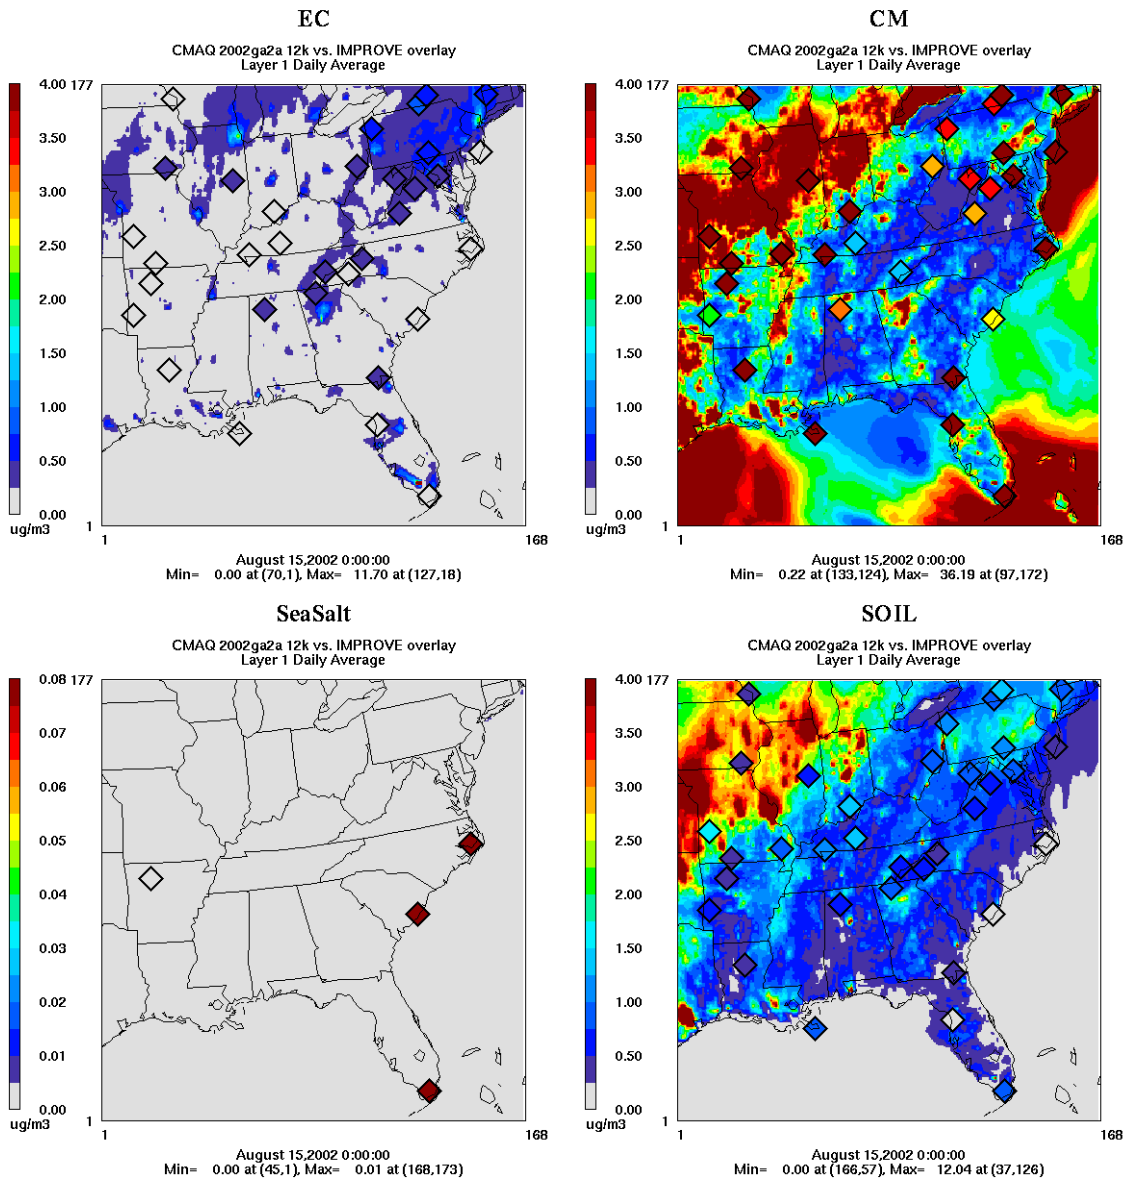 EC
CMAQ 2002ga2a 12k vs. IMPROVE overlay
Layer 1 Daily Average
4.00
3.50
3.00
2.50
2.00
1.50
1.00
0.50
0.00
ug/m3
177
1
1
168
August 15,2002 0:00:00
Min= 0.00 at (70,1), Max= 11.70 at (127,18)
CM
CMAQ 2002ga2a 12k vs. IMPROVE overlay
Layer 1 Daily Average
4.00
3.50
3.00
2.50
2.00
1.50
1.00
0.50
0.00
ug/m3
177
1
1
168
August 15,2002 0:00:00
Min= 0.22 at (133,124), Max= 36.19 at (97,172)
SeaSalt
CMAQ 2002ga2a 12k vs. IMPROVE overlay
Layer 1 Daily Average
0.08
0.07
0.06
0.05
0.04
0.03
0.02
0.01
0.00
ug/m3
177
1
1
168
August 15,2002 0:00:00
Min= 0.00 at (45,1), Max= 0.01 at (168,173)
SOIL
CMAQ 2002ga2a 12k vs. IMPROVE overlay
Layer 1 Daily Average
4.00
3.50
3.00
2.50
2.00
1.50
1.00
0.50
0.00
ug/m3
177
1
1
168
August 15,2002 0:00:00
Min= 0.00 at (166,57), Max= 12.04 at (37,126)